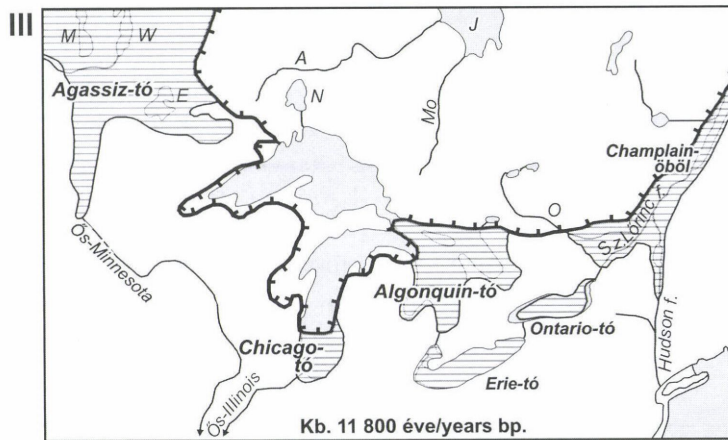 III
M
W
Agassiz-tó
E
A
N
J
Mo
O
Champlain-
öböl
Szt Lőrinc f.
Ős-Minnesota
Algonquin-tó
Ontario-tó
Hudson f.
Chicago-
tó
Erie-tó
Ős-Illinois
Kb. 11 800 éve/years bp.